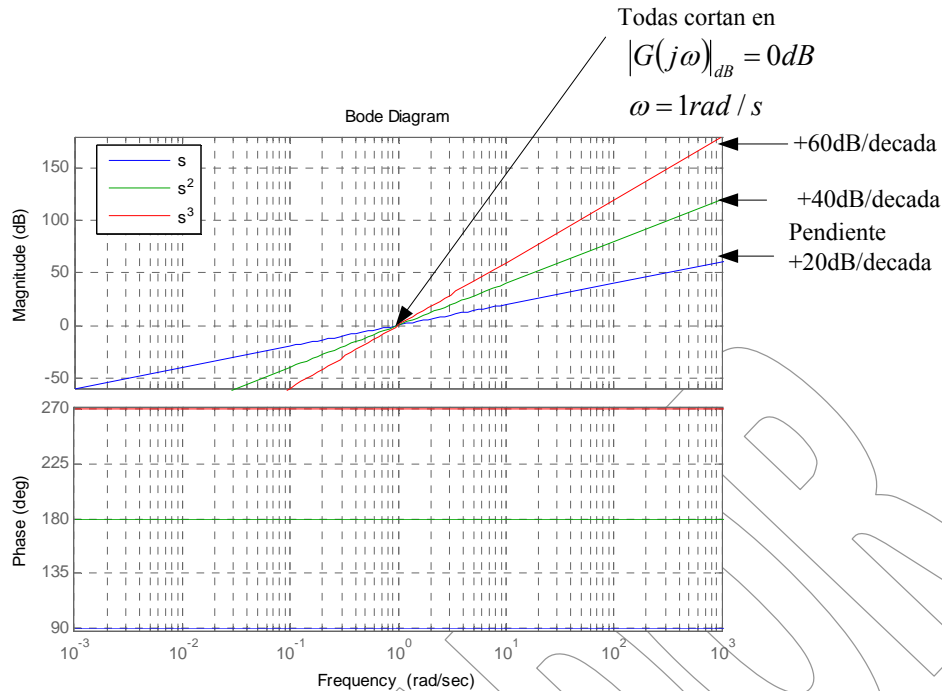 Todas cortan en
|G(jω)|dB = 0dB
ω = 1rad / s
Bode Diagram
s
s²
s³
+60dB/decada
+40dB/decada
Pendiente
+20dB/decada
Magnitude (dB)
150
100
50
0
-50
Phase (deg)
270
225
180
135
90
10⁻³ 10⁻² 10⁻¹ 10⁰ 10¹ 10² 10³
Frequency (rad/sec)